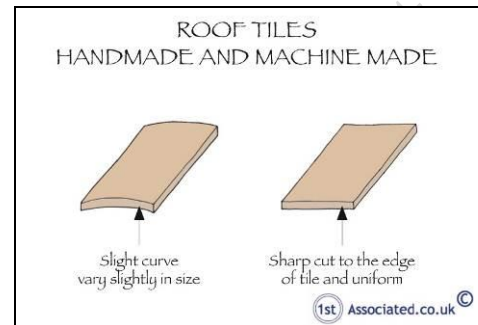 ROOF TILES
HANDMADE AND MACHINE MADE
Slight curve
vary slightly in size
Sharp cut to the edge
of tile and uniform
1st Associated.co.uk ©